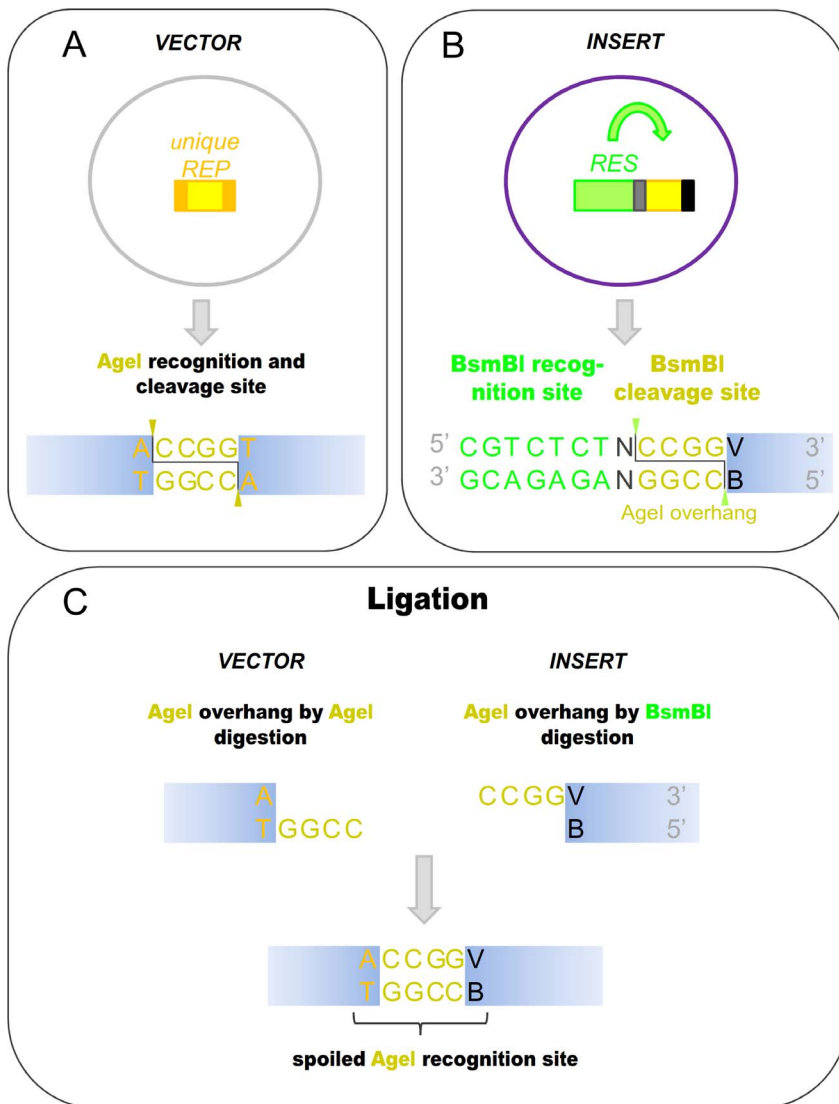 A
VECTOR
unique
REP
AgeI recognition and
cleavage site
ACCGGT
TGGCCA
B
INSERT
RES
BsmBI recog-
nition site
BsmBI
cleavage site
5’ CGTCTCTNCCGGV 3’
3’ GCAGAGANGGCCB 5’
AgeI overhang
C
Ligation
VECTOR
AgeI overhang by AgeI
digestion
A
TGGCC
INSERT
AgeI overhang by BsmBI
digestion
CCGGV 3’
B 5’
ACCGGV
TGGCCB
spoiled AgeI recognition site